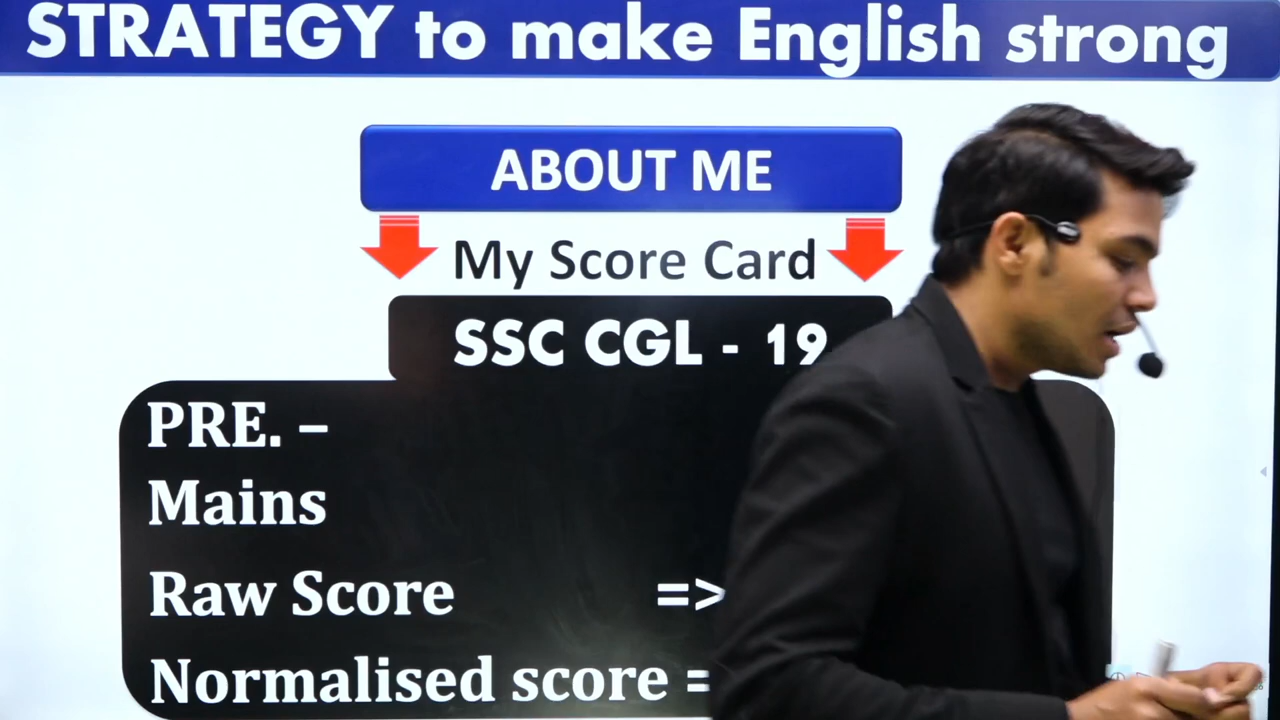 STRATEGY to make English strong
ABOUT ME
My Score Card
SSC CGL - 19
PRE. –
Mains
Raw Score =>
Normalised score =